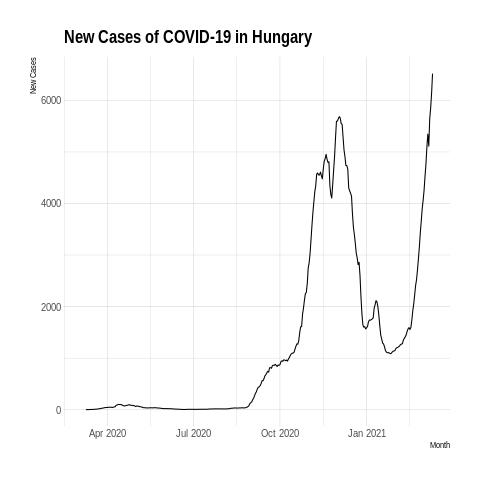 New Cases of COVID-19 in Hungary
New Cases
6000
4000
2000
0
Apr 2020
Jul 2020
Oct 2020
Jan 2021
Month